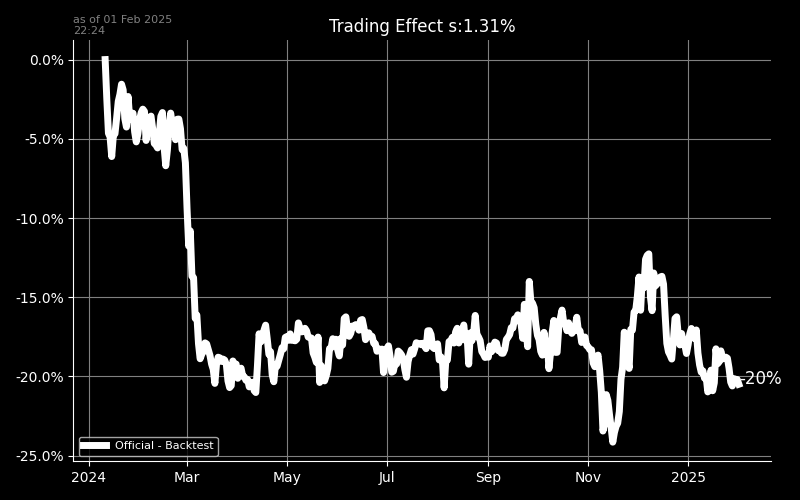 as of 01 Feb 2025
22:24
Trading Effect s:1.31%
0.0%
-5.0%
-10.0%
-15.0%
-20.0%
-25.0%
-20%
Official - Backtest
2024 Mar May Jul Sep Nov 2025